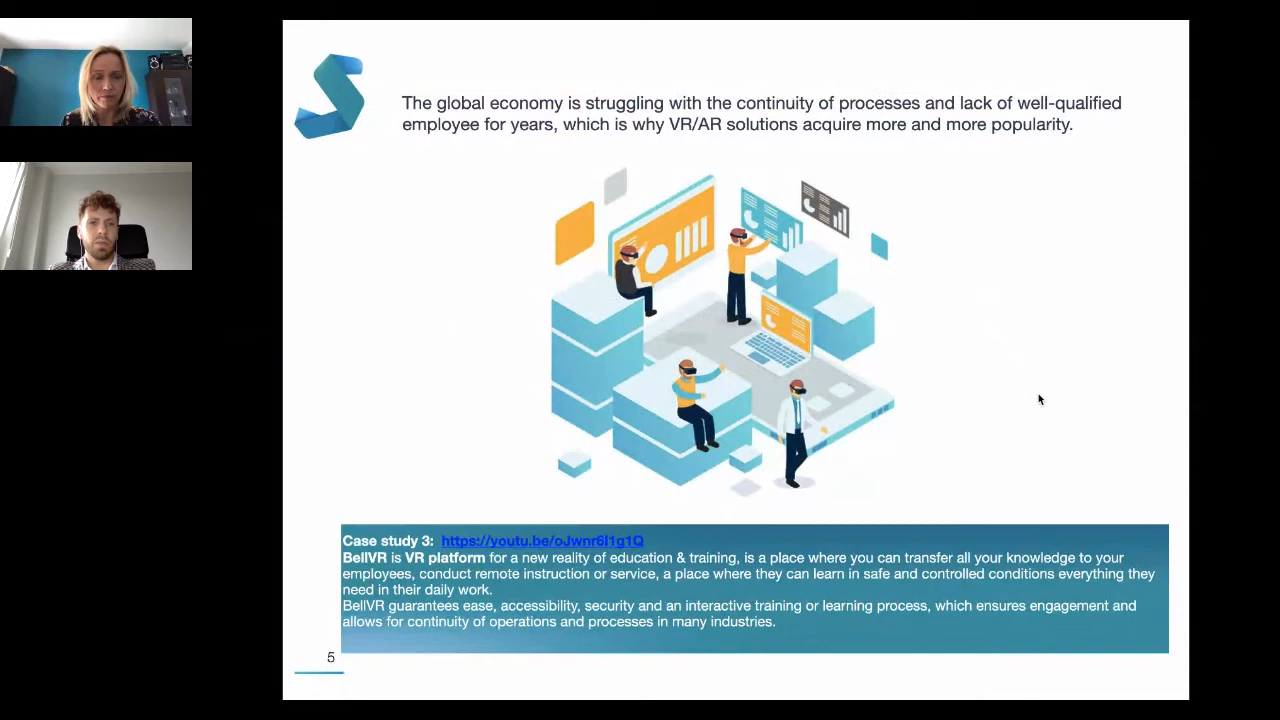 The global economy is struggling with the continuity of processes and lack of well-qualified
employee for years, which is why VR/AR solutions acquire more and more popularity.
Case study 3: https://youtu.be/oJwnr6I1g1Q
BellVR is VR platform for a new reality of education & training, is a place where you can transfer all your knowledge to your
employees, conduct remote instruction or service, a place where they can learn in safe and controlled conditions everything they
need in their daily work.
BellVR guarantees ease, accessibility, security and an interactive training or learning process, which ensures engagement and
allows for continuity of operations and processes in many industries.
5